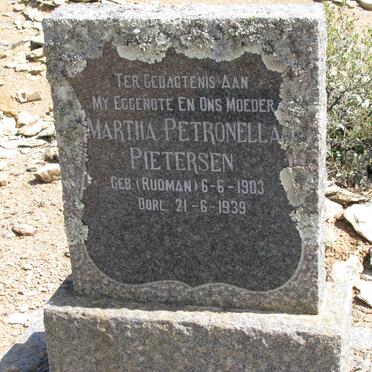 TER GEDAGTENIS AAN
MY EGGENOTE EN ONS MOEDER
MARTHA PETRONELLA
PIETERSEN
GEB. (RUDMAN) 6-6-1903
OORL. 21-6-1939